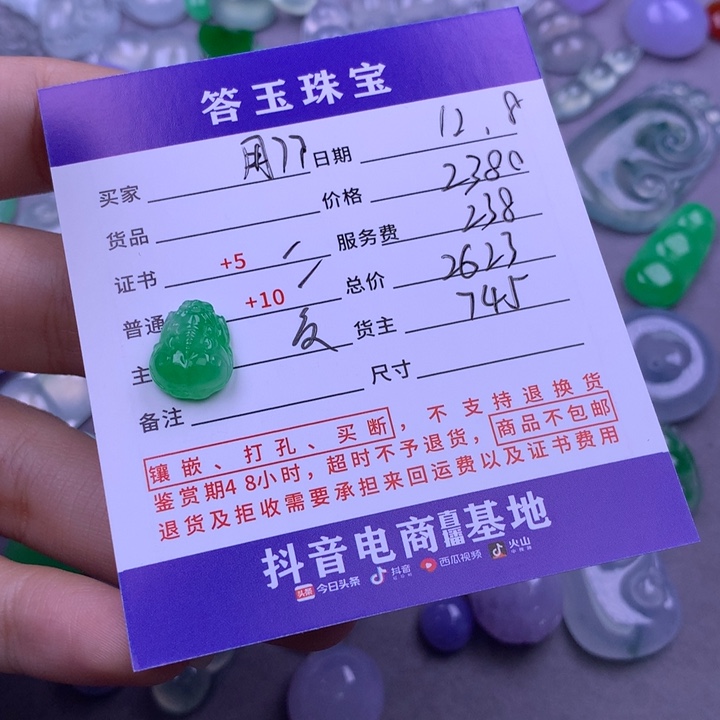 答玉珠宝
买家 用77 日期 12.8
货品 价格 2380
证书 +5 / 服务费 238
普通 +10 / 总价 2623
主 货主 745
备注 尺寸
镶嵌、打孔、买断，不支持退换货
鉴赏期48小时，超时不予退货，商品不包邮
退货及拒收需要承担来回运费以及证书费用
抖音电商直播基地
头条 今日头条 抖音 西瓜视频 火山